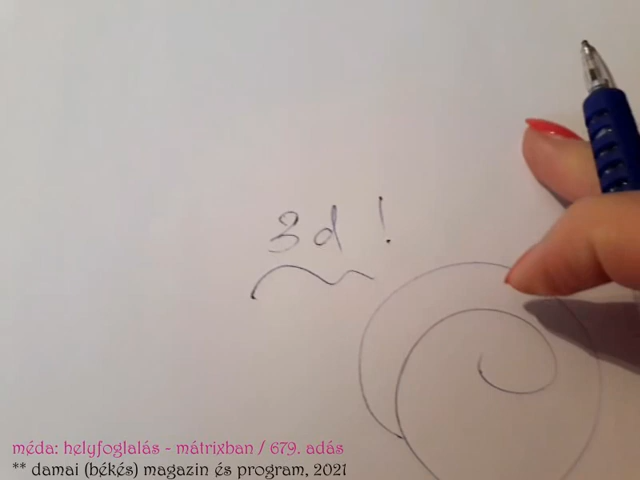 3d !
méda: helyfoglalás - mátrixban / 679. adás
** damai (békés) magazin és program, 2021